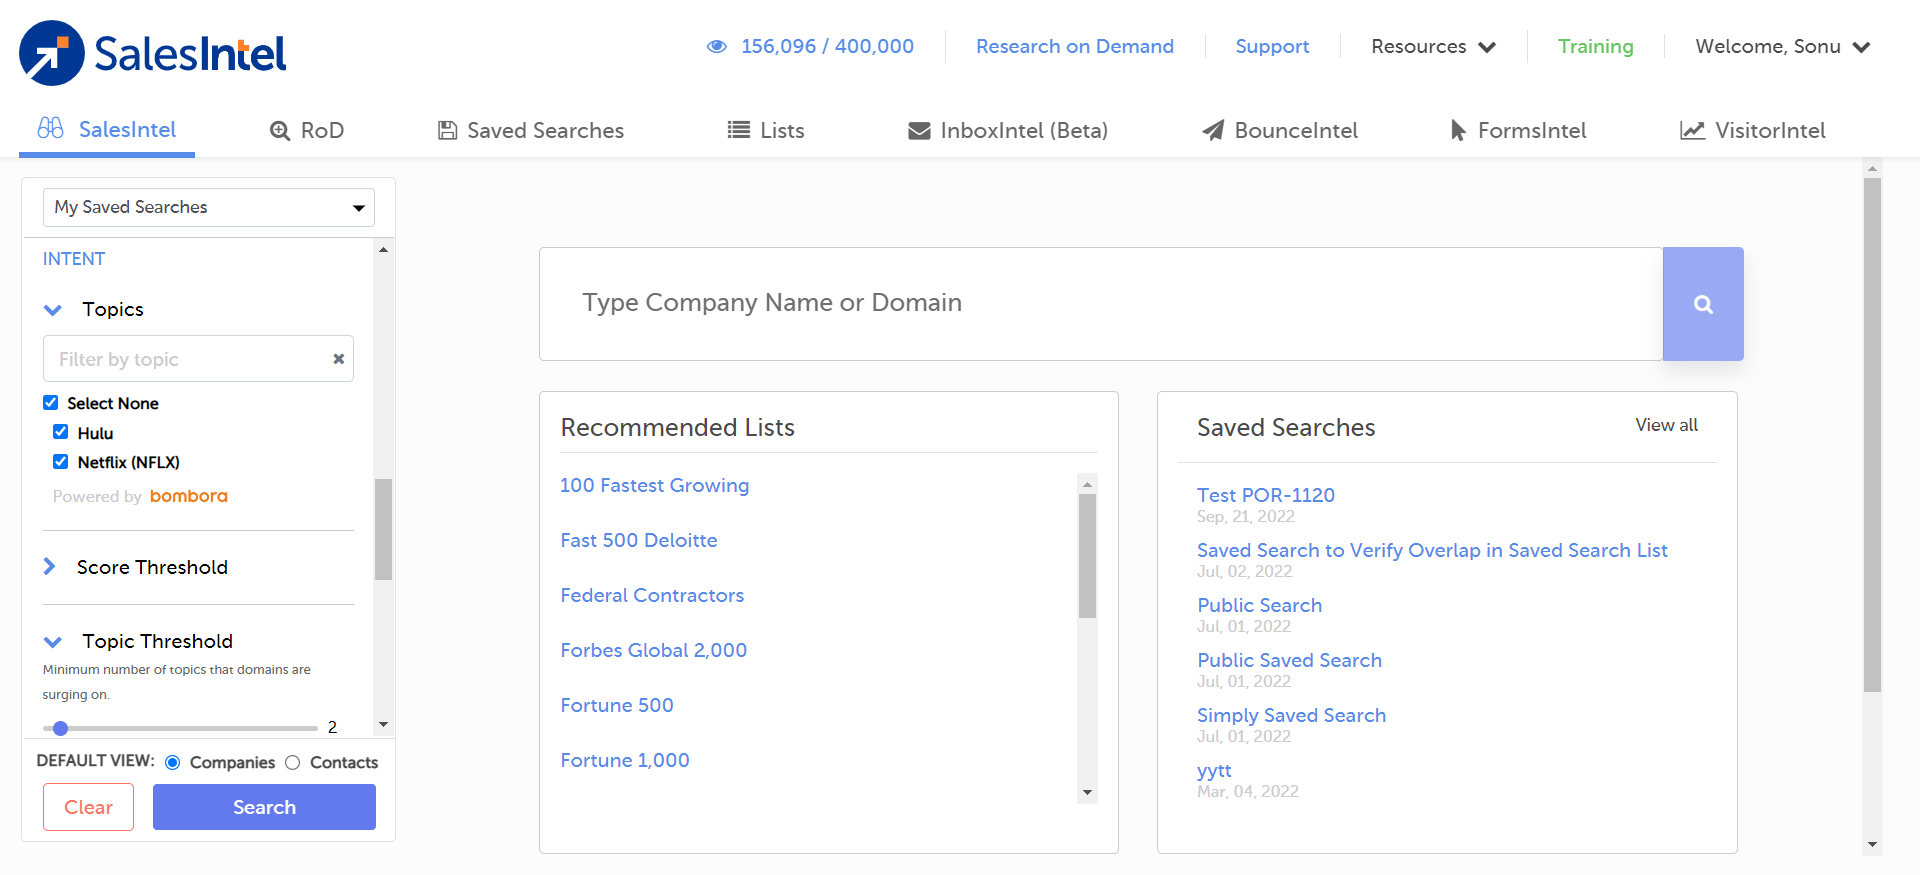 SalesIntel
156,096 / 400,000
Research on Demand
Support
Resources
Training
Welcome, Sonu
SalesIntel
RoD
Saved Searches
Lists
InboxIntel (Beta)
BounceIntel
FormsIntel
VisitorIntel
My Saved Searches
INTENT
Topics
Filter by topic
Select None
Hulu
Netflix (NFLX)
Powered by bombora
Score Threshold
Topic Threshold
Minimum number of topics that domains are
surging on.
2
DEFAULT VIEW: Companies Contacts
Clear
Search
Type Company Name or Domain
Recommended Lists
100 Fastest Growing
Fast 500 Deloitte
Federal Contractors
Forbes Global 2,000
Fortune 500
Fortune 1,000
Saved Searches
View all
Test POR-1120
Sep, 21, 2022
Saved Search to Verify Overlap in Saved Search List
Jul, 02, 2022
Public Search
Jul, 01, 2022
Public Saved Search
Jul, 01, 2022
Simply Saved Search
Jul, 01, 2022
yytt
Mar, 04, 2022